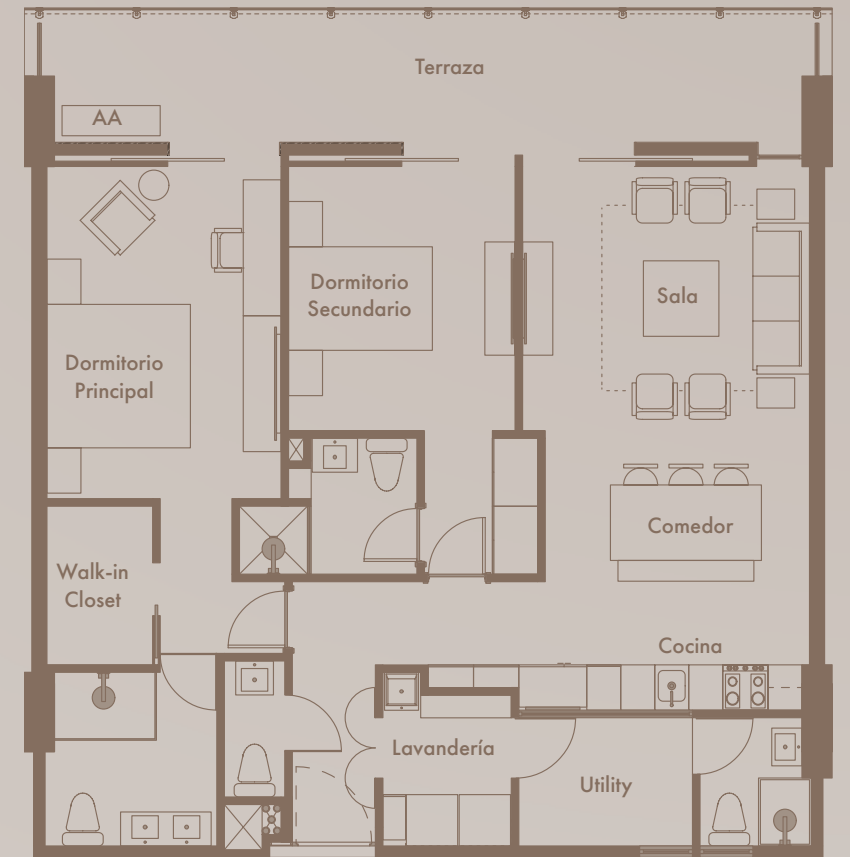 Terraza
AA
Dormitorio
Secundario
Sala
Dormitorio
Principal
Comedor
Walk-in
Closet
Cocina
Lavandería
Utility